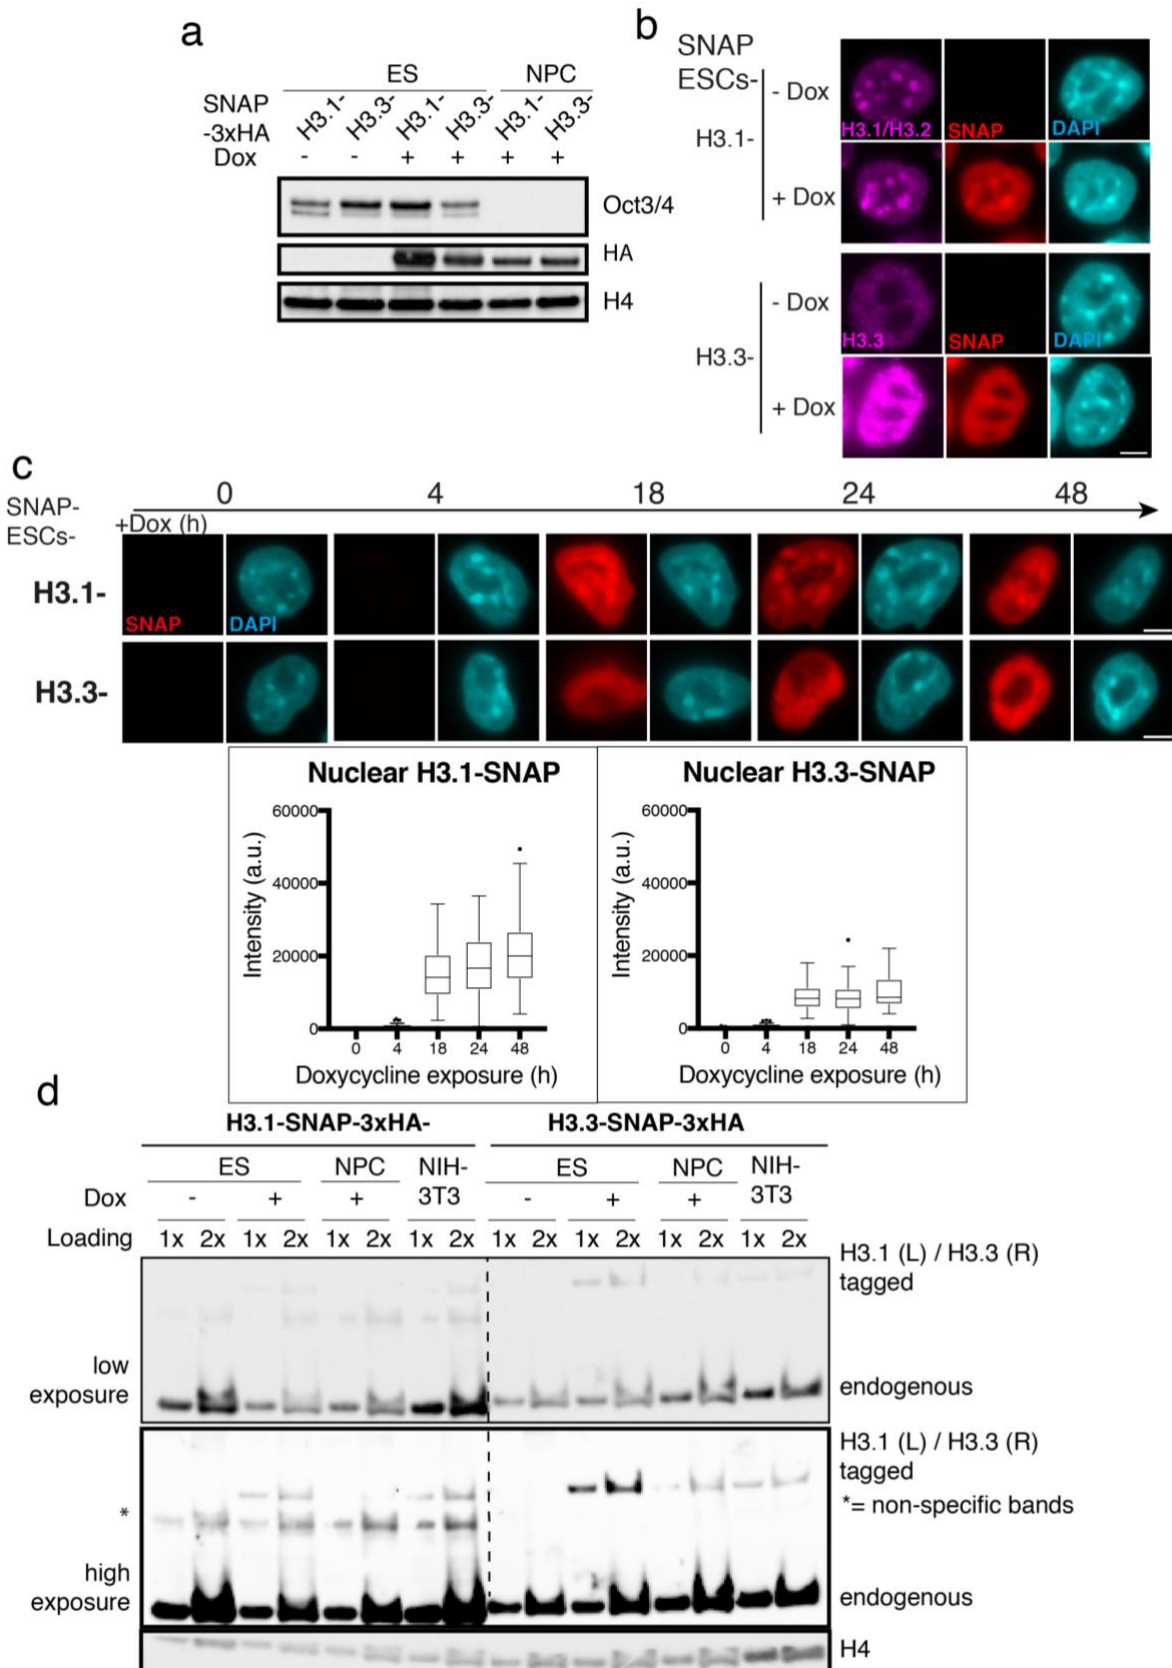 a
ES NPC
SNAP
-3xHA
H3.1- H3.3- H3.1- H3.3- H3.1- H3.3-
Dox - - + + + +
Oct3/4
HA
H4
b
SNAP
ESCs-
- Dox
H3.1-
+ Dox
H3.1/H3.2 SNAP DAPI
- Dox
H3.3-
+ Dox
H3.3 SNAP DAPI
c
0 4 18 24 48
SNAP-
ESCs-
+Dox (h)
H3.1-
SNAP DAPI
H3.3-
Nuclear H3.1-SNAP
Intensity (a.u.)
60000
40000
20000
0
0 4 18 24 48
Doxycycline exposure (h)
Nuclear H3.3-SNAP
Intensity (a.u.)
60000
40000
20000
0
0 4 18 24 48
Doxycycline exposure (h)
d
H3.1-SNAP-3xHA- H3.3-SNAP-3xHA
ES NPC NIH-3T3 ES NPC NIH-3T3
Dox - + + - + +
Loading 1x 2x 1x 2x 1x 2x 1x 2x 1x 2x 1x 2x 1x 2x 1x 2x
H3.1 (L) / H3.3 (R)
tagged
low
exposure
endogenous
H3.1 (L) / H3.3 (R)
tagged
*= non-specific bands
*
high
exposure
endogenous
H4